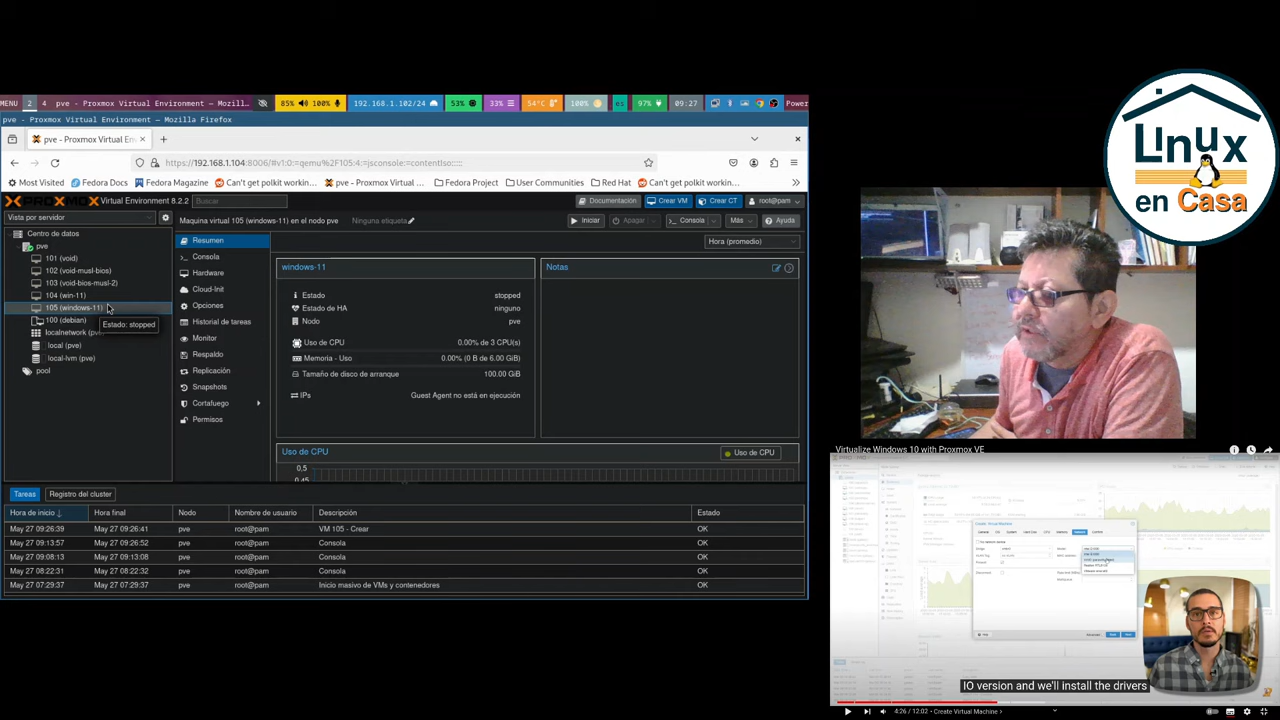 MENU 2 4 pve - Proxmox Virtual Environment — Mozill... 85% 100% 192.168.1.102/24 53% 33% 54°C 100% es 97% 09:27 Power
pve - Proxmox Virtual Environment — Mozilla Firefox
pve - Proxmox Virtual En
https://192.168.1.104:8006/#v1:0:=qemu%2F105:4:=jsconsole=contentIso:::::
Most Visited Fedora Docs Fedora Magazine Can't get polkit workin... pve - Proxmox Virtual ... Fedora Project User Communities Red Hat Can't get polkit workin...
PROXMOX Virtual Environment 8.2.2 Buscar Documentación Crear VM Crear CT root@pam
Vista por servidor
Maquina virtual 105 (windows-11) en el nodo pve Ninguna etiqueta Iniciar Apagar Consola Más Ayuda
Centro de datos
pve
101 (void)
102 (void-musl-bios)
103 (void-bios-musl-2)
104 (win-11)
105 (windows-11)
100 (debian)
localnetwork (pve)
local (pve)
local-lvm (pve)
pool
Estado: stopped
Resumen
Consola
Hardware
Cloud-Init
Opciones
Historial de tareas
Monitor
Respaldo
Replicación
Snapshots
Cortafuego
Permisos
Hora (promedio)
windows-11
Estado stopped
Estado de HA ninguno
Nodo pve
Uso de CPU 0.00% de 3 CPU(s)
Memoria - Uso 0.00% (0 B de 6.00 GiB)
Tamaño de disco de arranque 100.00 GiB
IPs Guest Agent no está en ejecución
Notas
Uso de CPU
Uso de CPU
0,5
0,45
Tareas Registro del cluster
Hora de inicio Hora final Nodo Nombre de usuario Descripción Estado
May 27 09:26:39 May 27 09:26:41 pve root@pam VM 105 - Crear OK
May 27 09:13:22 May 27 09:13:52 pve root@pam Consola OK
May 27 09:08:13 May 27 09:13:20 pve root@pam Consola OK
May 27 08:22:31 May 27 08:23:13 pve root@pam Consola OK
May 27 07:29:37 May 27 07:29:37 pve root@pam Inicio masivo de VMs y Contenedores OK
Linux
en Casa
Virtualize Windows 10 with Proxmox VE
IO version and we'll install the drivers
4:26 / 12:02 • Create Virtual Machine